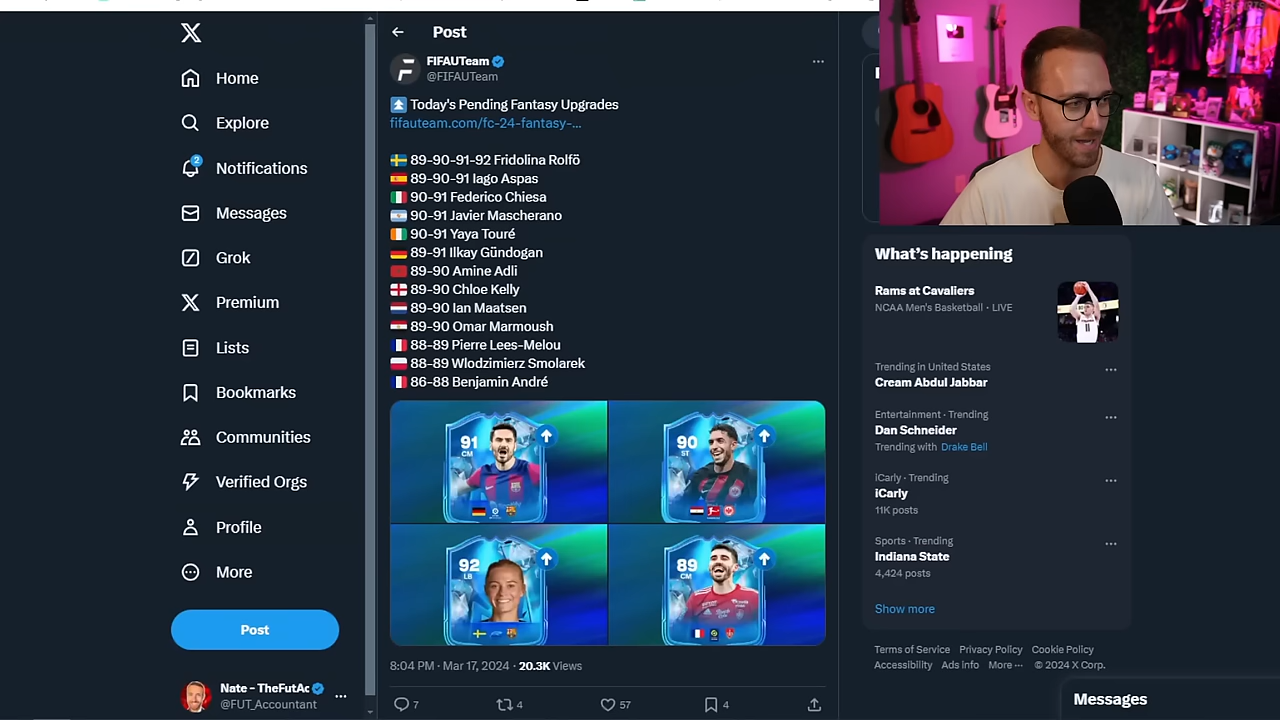 Home
Explore
2
Notifications
Messages
Grok
Premium
Lists
Bookmarks
Communities
Verified Orgs
Profile
More
Post
Nate - TheFutAc
@FUT_Accountant
Post
FIFAUTeam
@FIFAUTeam
Today's Pending Fantasy Upgrades
fifauteam.com/fc-24-fantasy-...
89-90-91-92 Fridolina Rolfö
89-90-91 Iago Aspas
90-91 Federico Chiesa
90-91 Javier Mascherano
90-91 Yaya Touré
89-91 Ilkay Gündogan
89-90 Amine Adli
89-90 Chloe Kelly
89-90 Ian Maatsen
89-90 Omar Marmoush
88-89 Pierre Lees-Melou
88-89 Wlodzimierz Smolarek
86-88 Benjamin André
91
CM
90
ST
92
LB
89
CM
8:04 PM · Mar 17, 2024 · 20.3K Views
7
4
57
4
What's happening
Rams at Cavaliers
NCAA Men's Basketball · LIVE
Trending in United States
Cream Abdul Jabbar
Entertainment · Trending
Dan Schneider
Trending with Drake Bell
iCarly · Trending
iCarly
11K posts
Sports · Trending
Indiana State
4,424 posts
Show more
Terms of Service Privacy Policy Cookie Policy
Accessibility Ads info More ··· © 2024 X Corp.
Messages